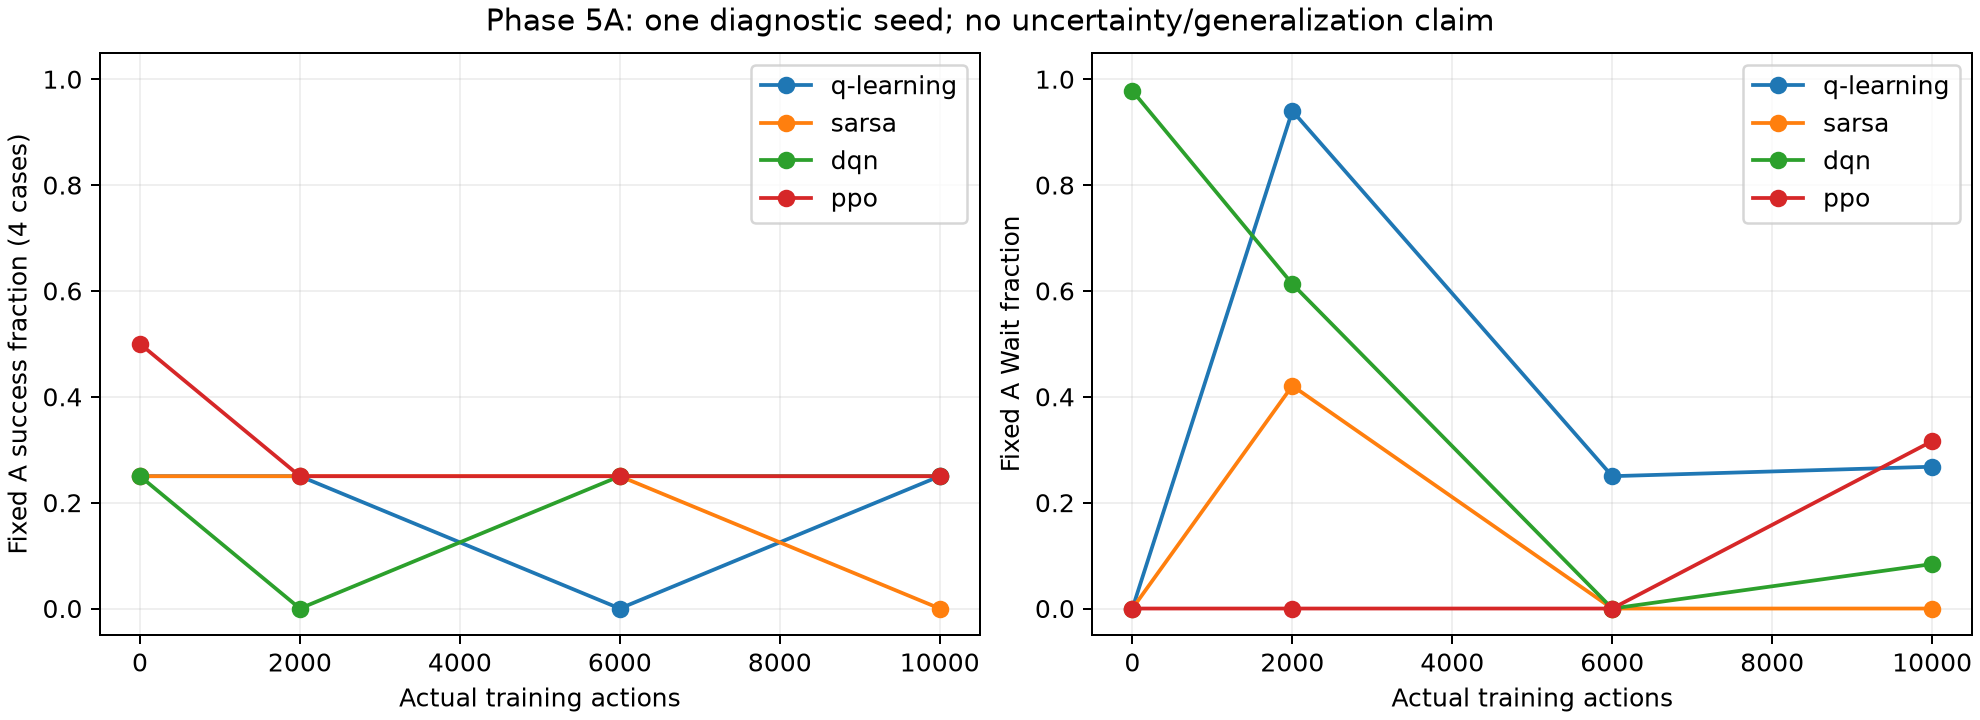 Phase 5A: one diagnostic seed; no uncertainty/generalization claim
Fixed A success fraction (4 cases)
1.0
0.8
0.6
0.4
0.2
0.0
q-learning
sarsa
dqn
ppo
0 2000 4000 6000 8000 10000
Actual training actions
Fixed A Wait fraction
1.0
0.8
0.6
0.4
0.2
0.0
q-learning
sarsa
dqn
ppo
0 2000 4000 6000 8000 10000
Actual training actions